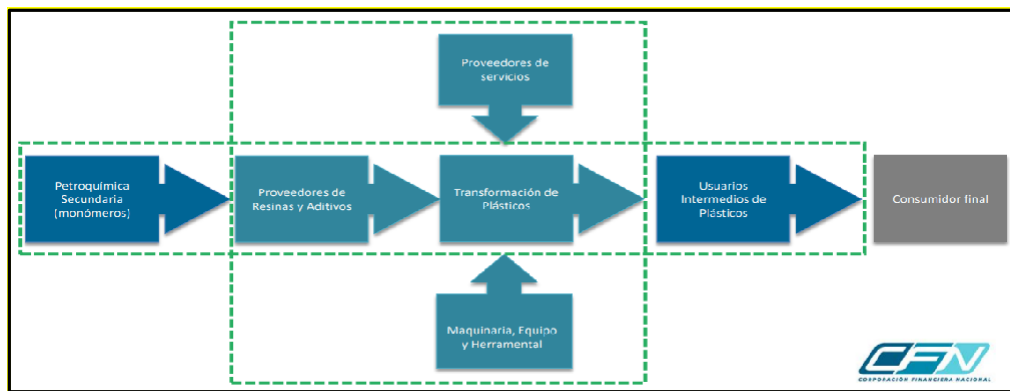 Proveedores de
servicios
Petroquímica
Secundaria
(monómeros)
Proveedores de
Resinas y Aditivos
Transformación de
Plásticos
Usuarios
Intermedios de
Plásticos
Consumidor final
Maquinaria, Equipo
y Herramental
CFN
CORPORACIÓN FINANCIERA NACIONAL